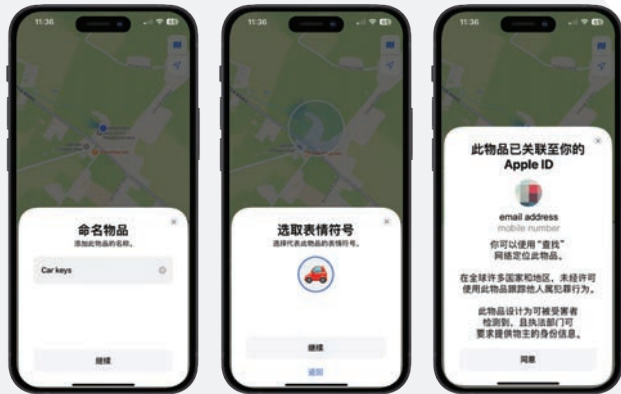 11:36
命名物品
添加此物品的名称。
Car keys
继续
11:36
选取表情符号
选择代表此物品的表情符号。
继续
返回
11:36
此物品已关联至你的
Apple ID
email address
mobile number
你可以使用“查找”
网络定位此物品。
在全球许多国家和地区，未经许可
使用此物品跟踪他人属犯罪行为。
此物品设计为可被受害者
检测到，且执法部门可
要求提供物主的身份信息。
同意